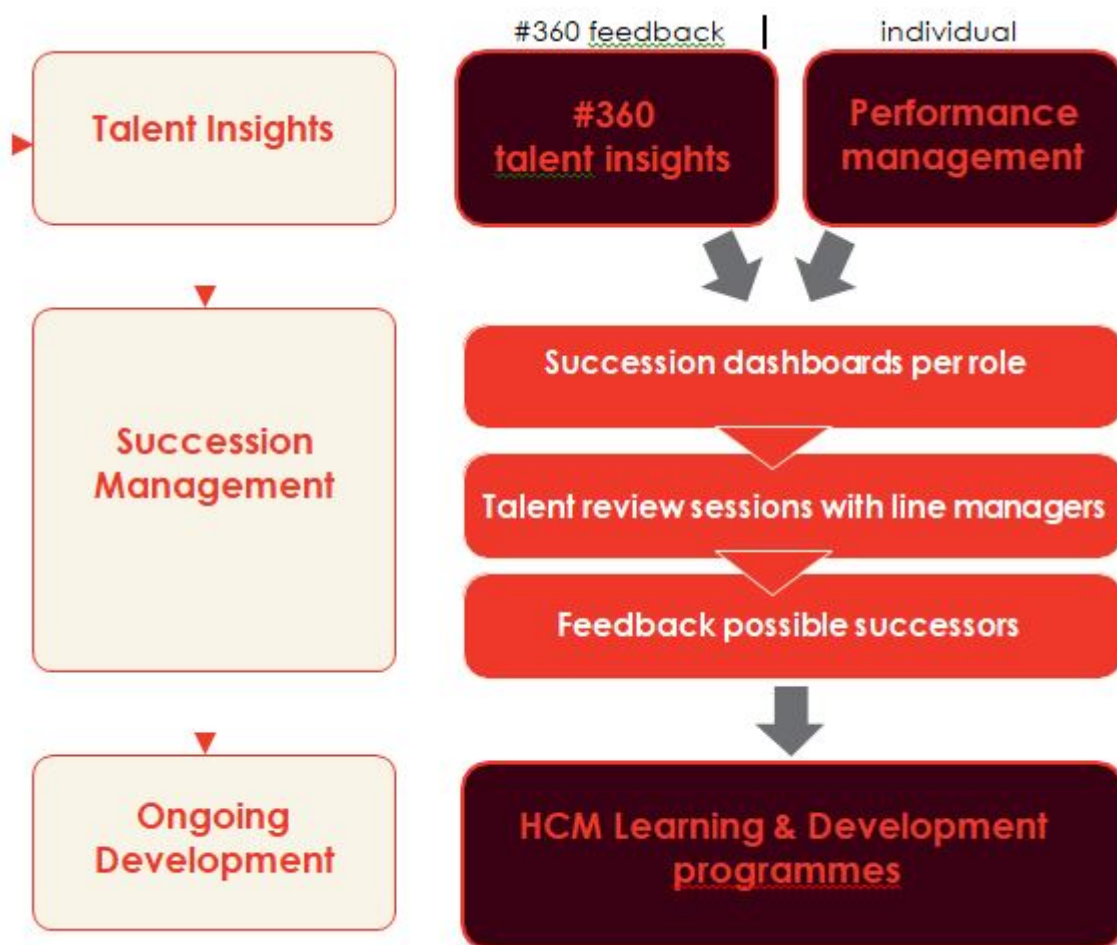 #360 feedback
individual
Talent Insights
#360
talent insights
Performance
management
Succession
Management
Succession dashboards per role
Talent review sessions with line managers
Feedback possible successors
Ongoing
Development
HCM Learning & Development
programmes